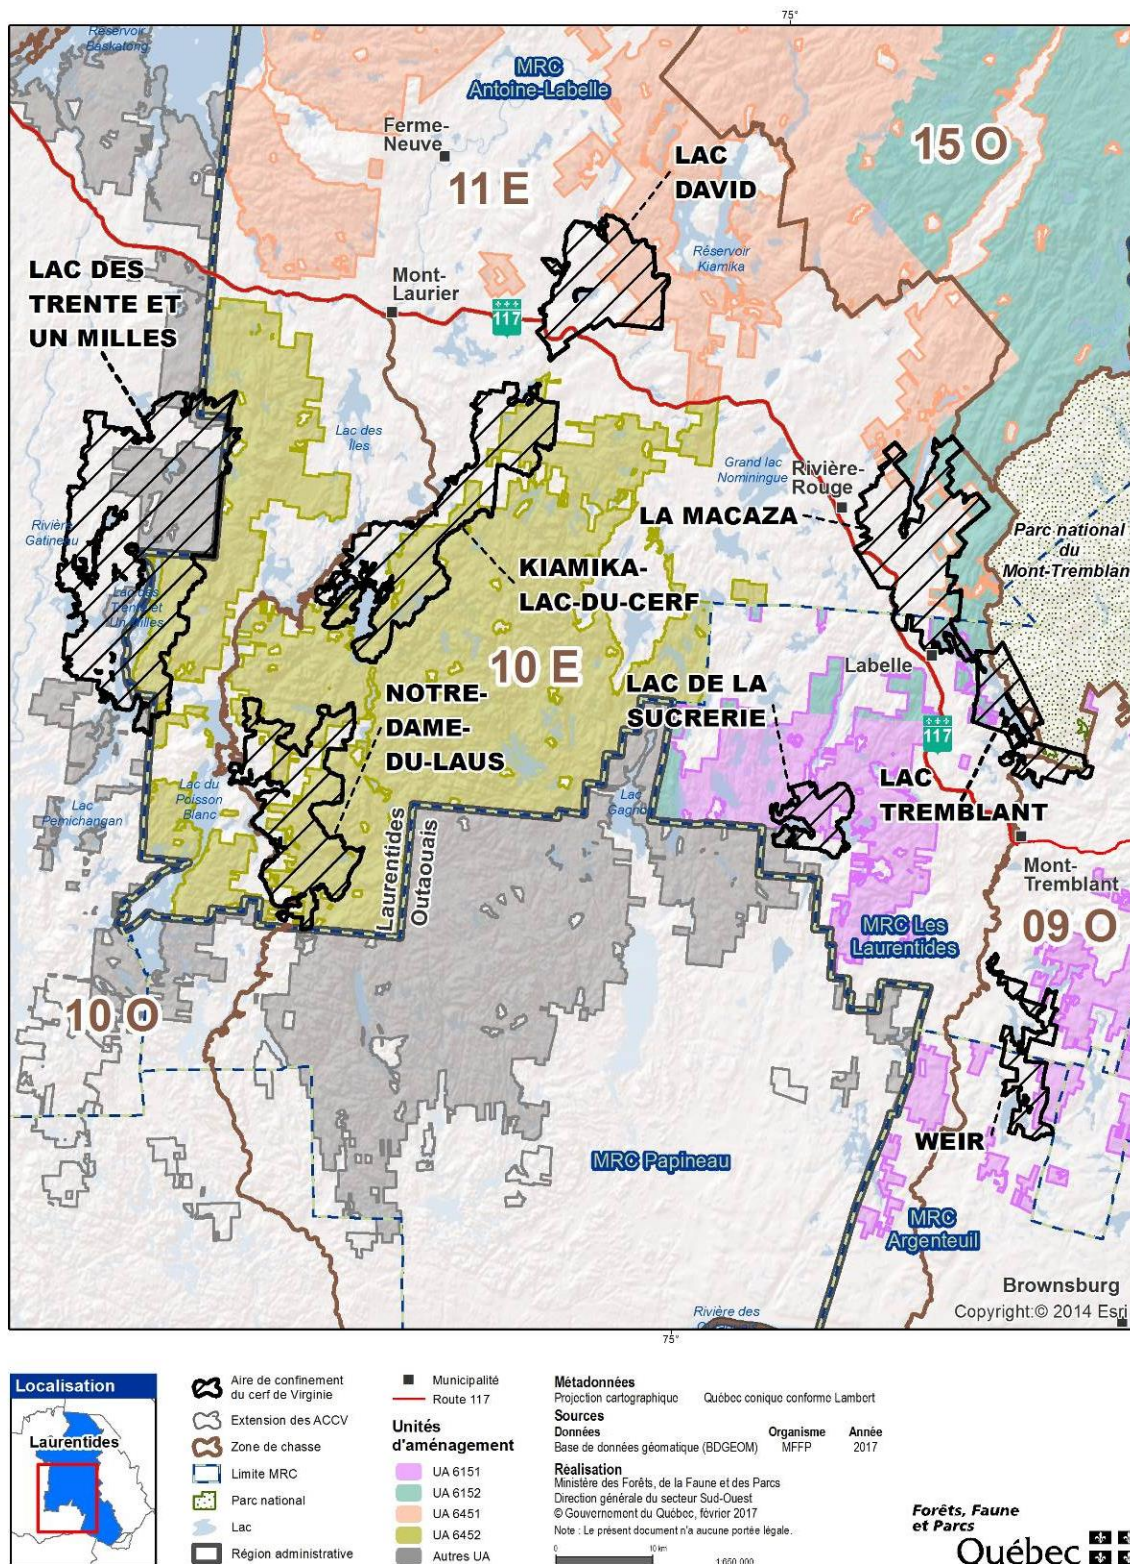 75°
Réservoir
Baskatong
MRC
Antoine-Labelle
Ferme-
Neuve
11 E
LAC
DAVID
15 O
Réservoir
Kiamika
LAC DES
TRENTE ET
UN MILLES
Mont-
Laurier
117
Lac des
Îles
Grand lac
Nominingue
Rivière-
Rouge
LA MACAZA
Rivière
Gatineau
Parc national
du
Mont-Tremblan
KIAMIKA-
LAC-DU-CERF
Lac des
Trente et
Un Milles
10 E
Labelle
NOTRE-
DAME-
DU-LAUS
LAC DE LA
SUCRERIE
117
LAC
TREMBLANT
Lac du
Poisson
Blanc
Lac
Pemichangan
Lac
Gagnon
Laurentides
Outaouais
Mont-
Tremblant
MRC Les
Laurentides
09 O
10 O
WEIR
MRC Papineau
MRC
Argenteuil
Brownsburg
Copyright:© 2014 Esri
Rivière des
75°
Localisation
Laurentides
Aire de confinement
du cerf de Virginie
Extension des ACCV
Zone de chasse
Limite MRC
Parc national
Lac
Région administrative
Municipalité
Route 117
Unités
d'aménagement
UA 6151
UA 6152
UA 6451
UA 6452
Autres UA
Métadonnées
Projection cartographique Québec conique conforme Lambert
Sources
Données Organisme Année
Base de données géomatique (BDGEOM) MFFP 2017
Réalisation
Ministère des Forêts, de la Faune et des Parcs
Direction générale du secteur Sud-Ouest
© Gouvernement du Québec, février 2017
Note : Le présent document n'a aucune portée légale.
0 10 km
1:650 000
Forêts, Faune
et Parcs
Québec